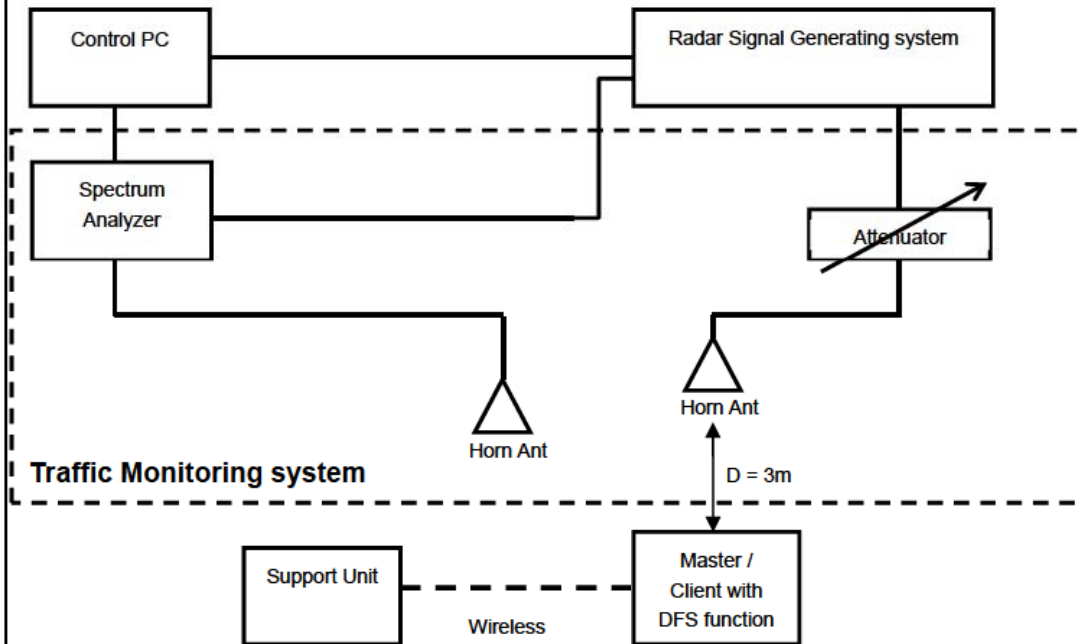 Control PC
Radar Signal Generating system
Spectrum
Analyzer
Attenuator
Horn Ant
Horn Ant
Traffic Monitoring system
D = 3m
Support Unit
Wireless
Master /
Client with
DFS function